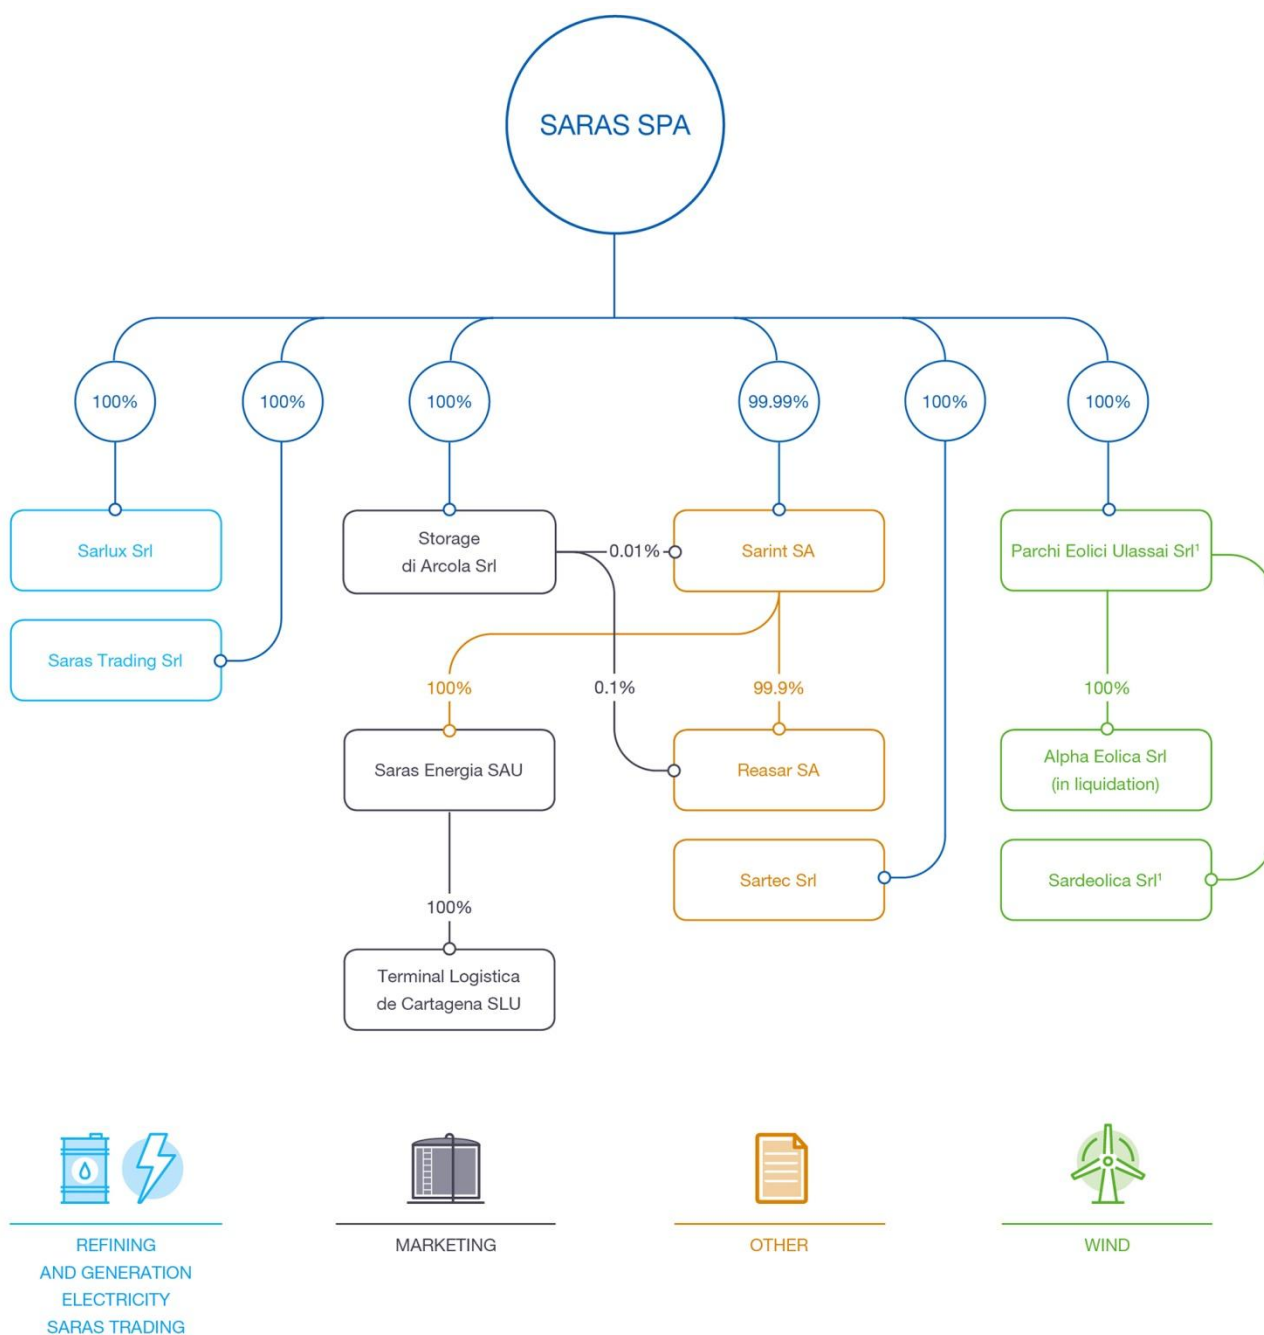 SARAS SPA
100%
100%
100%
99.99%
100%
100%
Sarlux Srl
Storage
di Arcola Srl
0.01%
Sarint SA
Parchi Eolici Ulassai Srl¹
Saras Trading Srl
100%
0.1%
99.9%
100%
Saras Energia SAU
Reasar SA
Alpha Eolica Srl
(in liquidation)
Sartec Srl
Sardeolica Srl¹
100%
Terminal Logistica
de Cartagena SLU
REFINING
AND GENERATION
ELECTRICITY
SARAS TRADING
MARKETING
OTHER
WIND